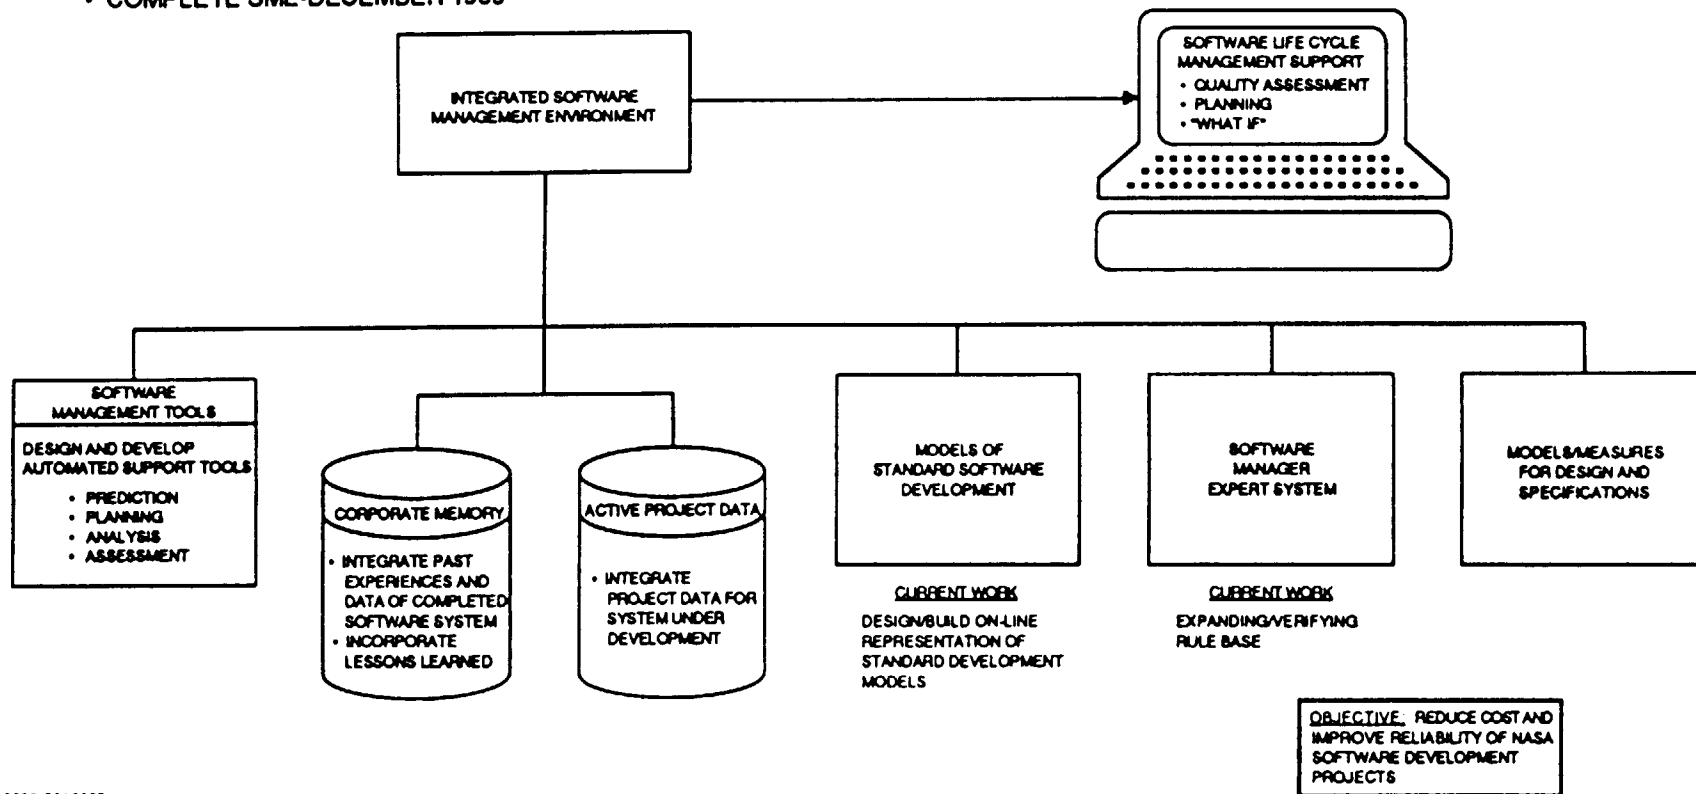 • COMPLETE SME-DECEMBER 1989
INTEGRATED SOFTWARE
MANAGEMENT ENVIRONMENT
SOFTWARE LIFE CYCLE
MANAGEMENT SUPPORT
• QUALITY ASSESSMENT
• PLANNING
• "WHAT IF"
SOFTWARE
MANAGEMENT TOOLS
DESIGN AND DEVELOP
AUTOMATED SUPPORT TOOLS
• PREDICTION
• PLANNING
• ANALYSIS
• ASSESSMENT
CORPORATE MEMORY
• INTEGRATE PAST
EXPERIENCES AND
DATA OF COMPLETED
SOFTWARE SYSTEM
• INCORPORATE
LESSONS LEARNED
ACTIVE PROJECT DATA
• INTEGRATE
PROJECT DATA FOR
SYSTEM UNDER
DEVELOPMENT
MODELS OF
STANDARD SOFTWARE
DEVELOPMENT
CURRENT WORK
DESIGN/BUILD ON-LINE
REPRESENTATION OF
STANDARD DEVELOPMENT
MODELS
SOFTWARE
MANAGER
EXPERT SYSTEM
CURRENT WORK
EXPANDING/VERIFYING
RULE BASE
MODELS/MEASURES
FOR DESIGN AND
SPECIFICATIONS
OBJECTIVE: REDUCE COST AND
IMPROVE RELIABILITY OF NASA
SOFTWARE DEVELOPMENT
PROJECTS